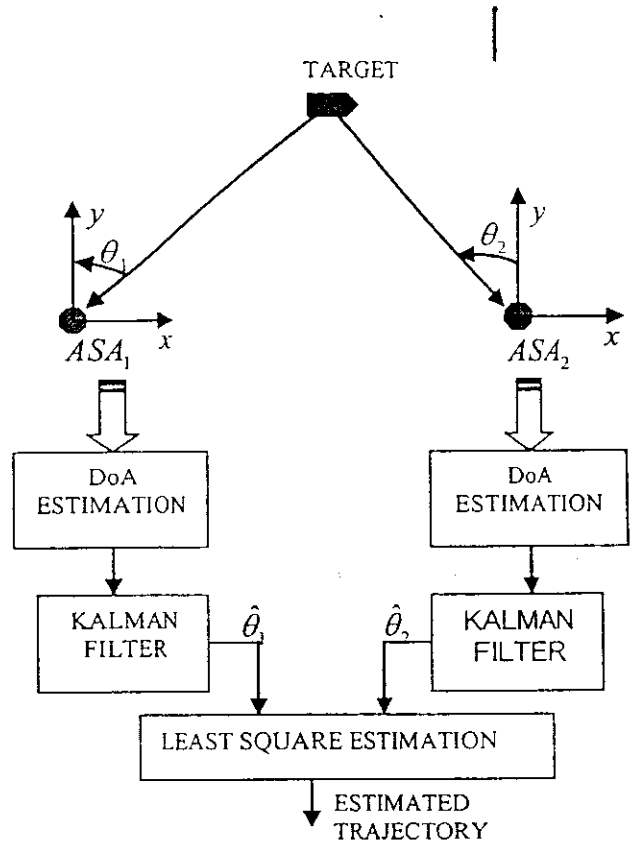 TARGET
y
θ₁
x
ASA₁
y
θ₂
x
ASA₂
DoA
ESTIMATION
DoA
ESTIMATION
KALMAN
FILTER
θ̂₁
θ̂₂
KALMAN
FILTER
LEAST SQUARE ESTIMATION
ESTIMATED
TRAJECTORY